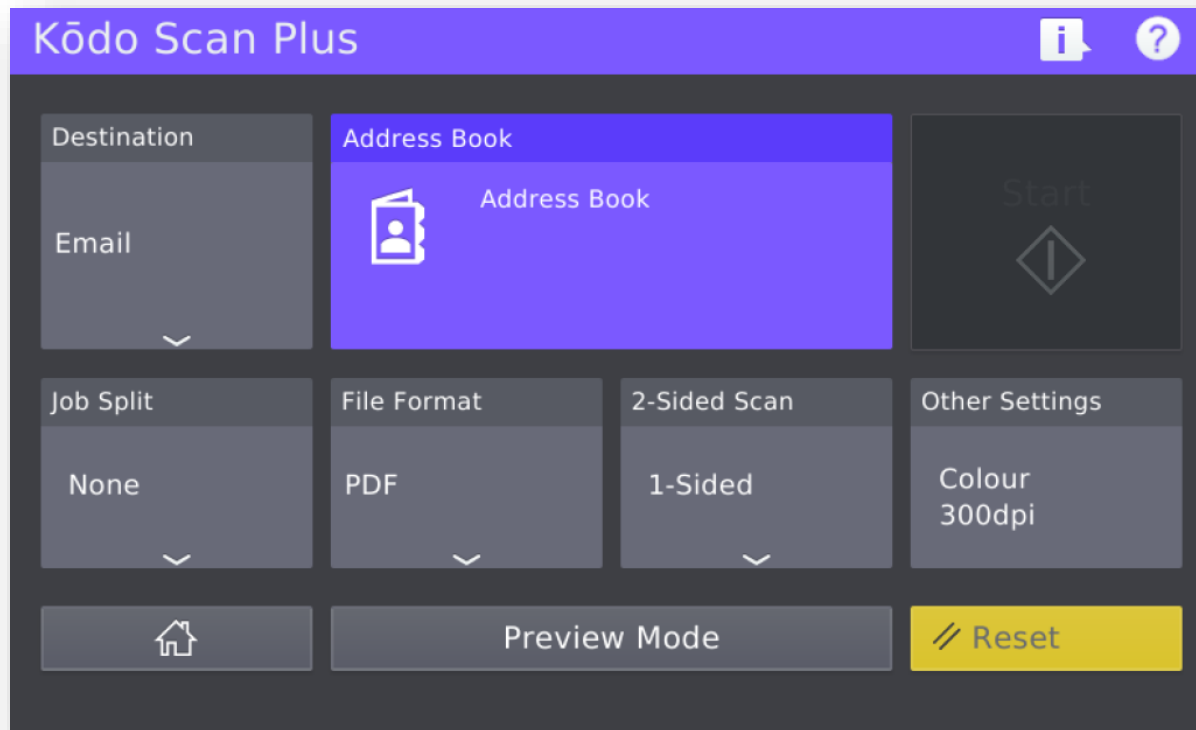 Kōdo Scan Plus
i
?
Destination
Email
Address Book
Address Book
Start
Job Split
None
File Format
PDF
2-Sided Scan
1-Sided
Other Settings
Colour
300dpi
Preview Mode
Reset